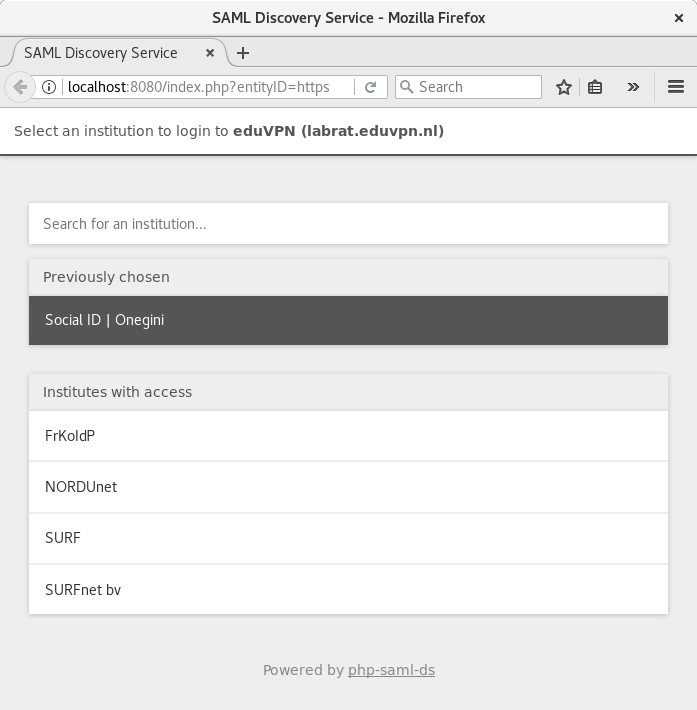 SAML Discovery Service - Mozilla Firefox
SAML Discovery Service
localhost:8080/index.php?entityID=https
Search
Select an institution to login to eduVPN (labrat.eduvpn.nl)
Search for an institution...
Previously chosen
Social ID | Onegini
Institutes with access
FrKoIdP
NORDUnet
SURF
SURFnet bv
Powered by php-saml-ds